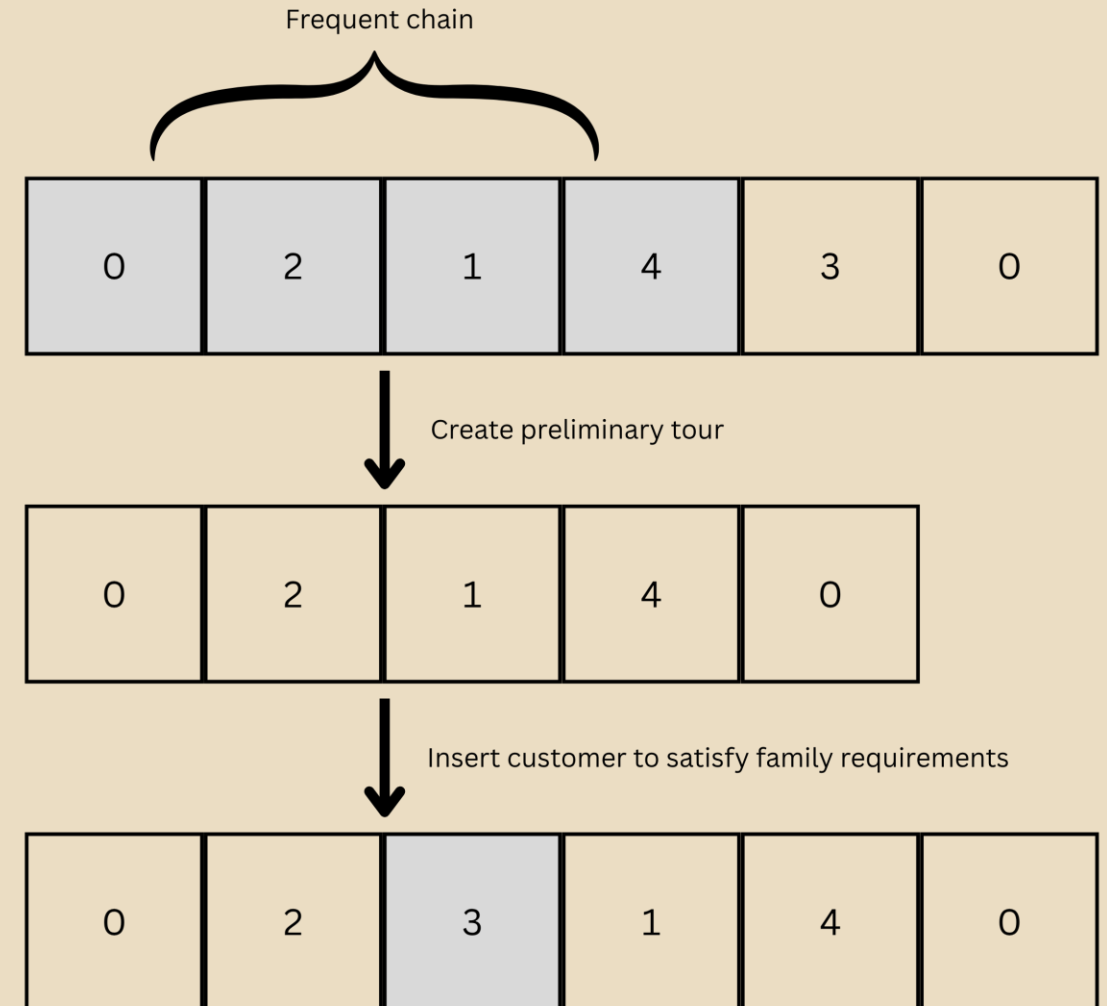 Frequent chain
0 2 1 4 3 0
Create preliminary tour
0 2 1 4 0
Insert customer to satisfy family requirements
0 2 3 1 4 0